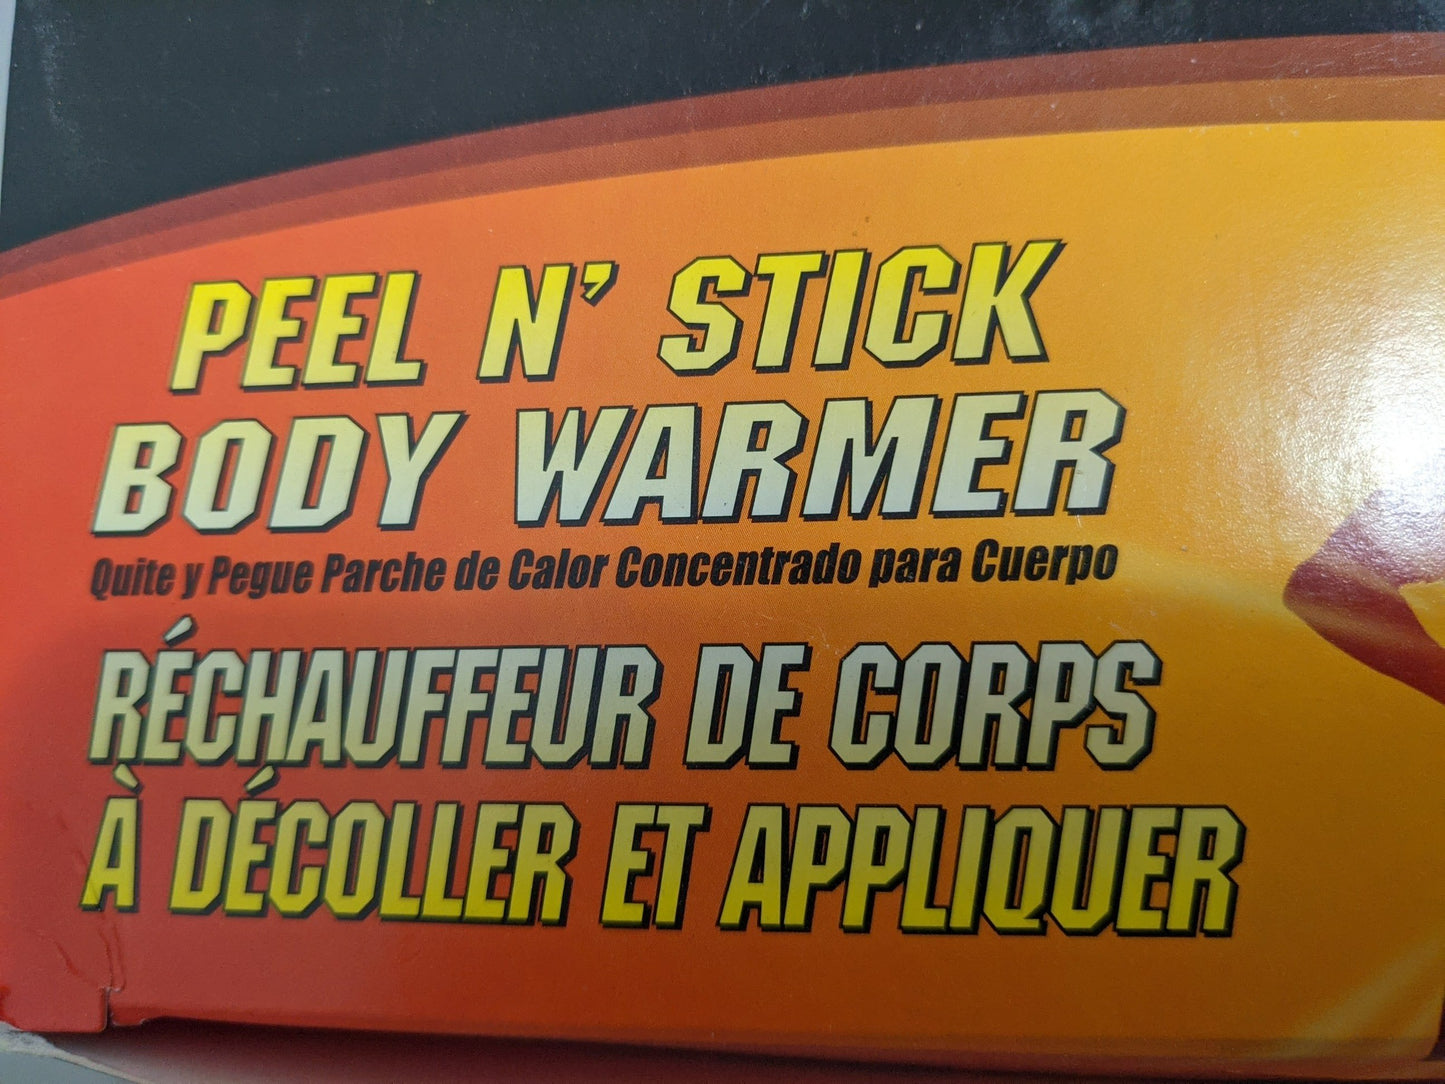 PEEL N' STICK
BODY WARMER
Quite y Pegue Parche de Calor Concentrado para Cuerpo
RÉCHAUFFEUR DE CORPS
À DÉCOLLER ET APPLIQUER